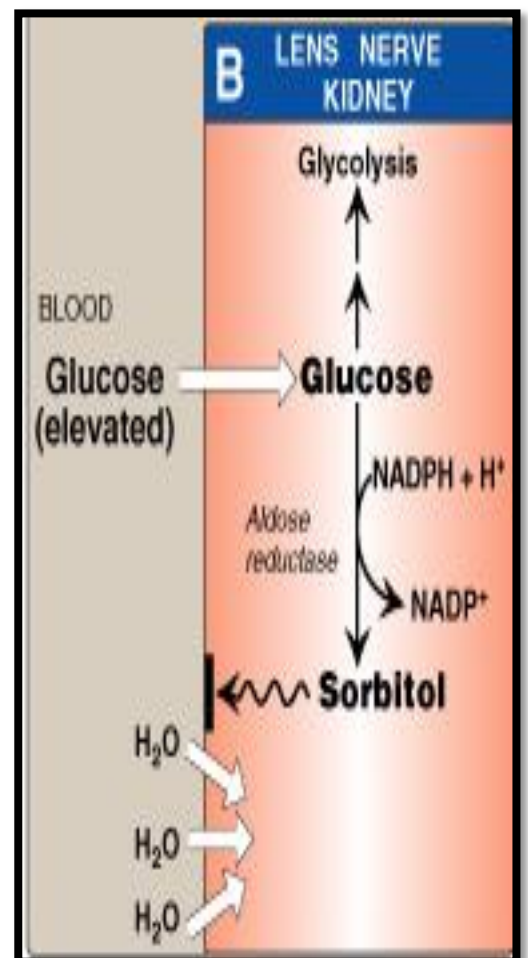 B
LENS NERVE
KIDNEY
Glycolysis
BLOOD
Glucose
(elevated)
Glucose
NADPH + H⁺
Aldose
reductase
NADP⁺
Sorbitol
H₂O
H₂O
H₂O